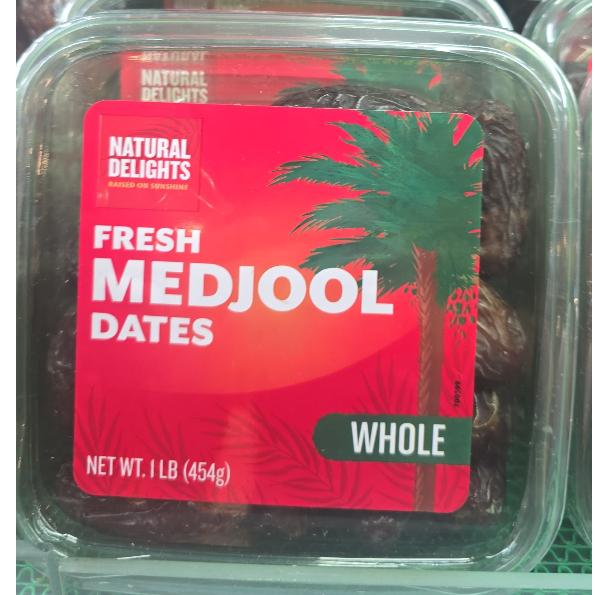 NATURAL
DELIGHTS
NATURAL
DELIGHTS
RAISED ON SUNSHINE
FRESH
MEDJOOL
DATES
WHOLE
NET WT. 1 LB (454g)